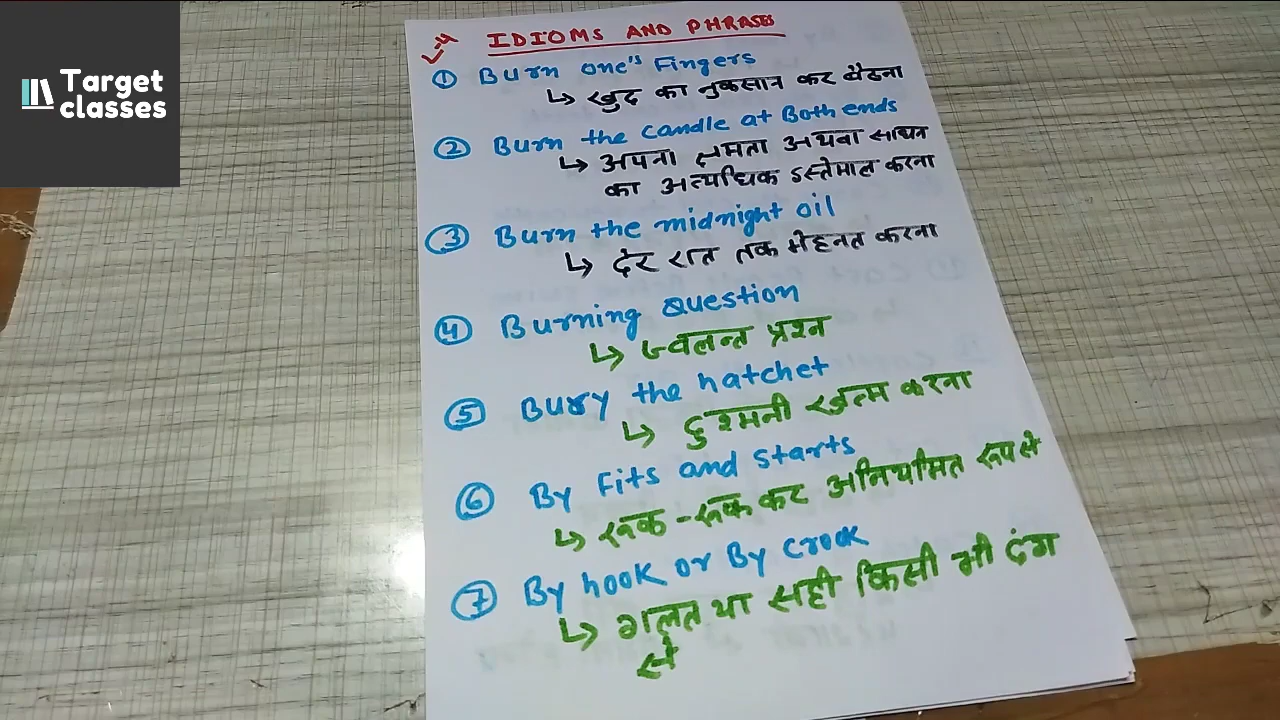 Target
classes
IDIOMS AND PHRASES
① Burn one's Fingers
↳ खुद का नुकसान कर बैठना
② Burn the candle at Both ends
↳ अपना क्षमता अथवा साधन
का अत्यधिक इस्तेमाल करना
③ Burn the midnight oil
↳ देर रात तक मेहनत करना
④ Burning Question
↳ ज्वलन्त प्रश्न
⑤ Bury the hatchet
↳ दुश्मनी खत्म करना
⑥ By Fits and starts
↳ रूक-रूक कर अनियमित रूप से
⑦ By hook or By crook
↳ गलत या सही किसी भी ढंग
से